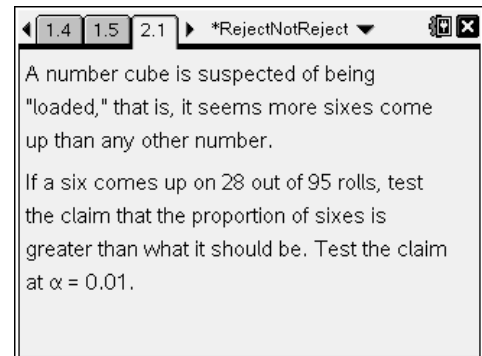 1.4 1.5 2.1 *RejectNotReject
A number cube is suspected of being
"loaded," that is, it seems more sixes come
up than any other number.
If a six comes up on 28 out of 95 rolls, test
the claim that the proportion of sixes is
greater than what it should be. Test the claim
at α = 0.01.